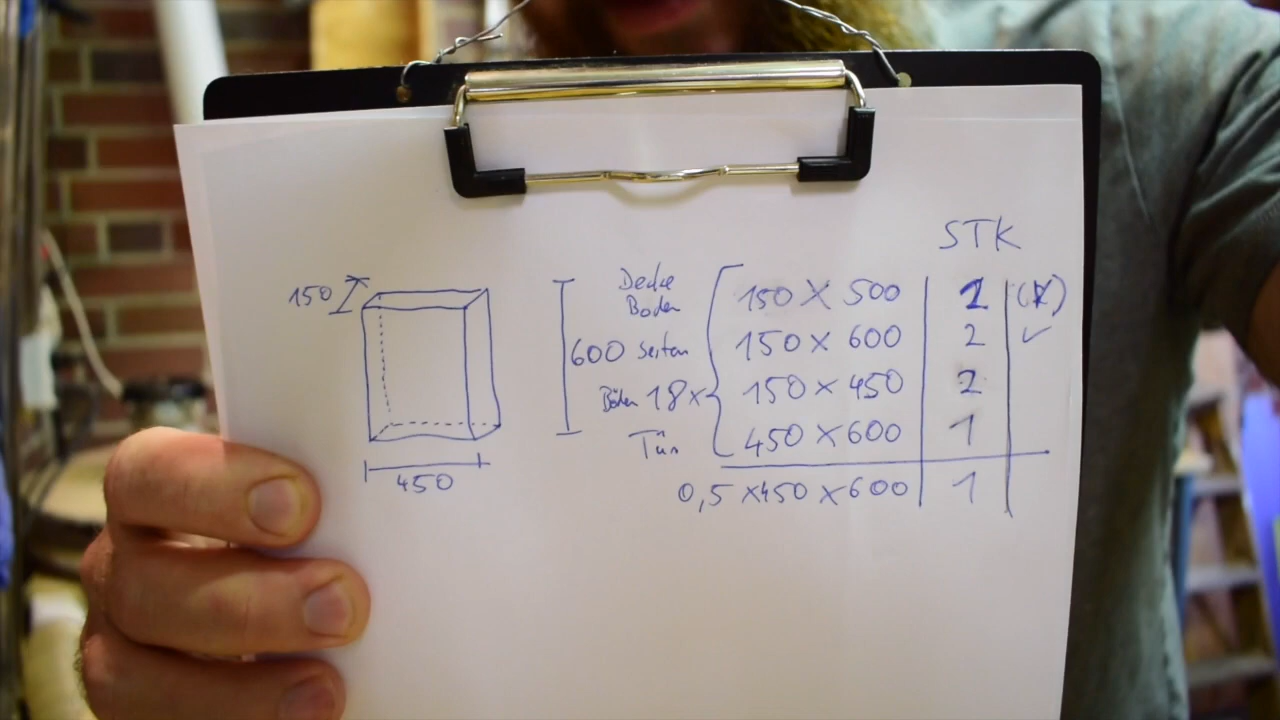 STK
150
Decke 150 X 500 2
Boden
600 Seiten 150 X 600 2 ✓
Böden 18 X 150 X 450 2
Tür 450 X 600 1
450
0,5 X 450 X 600 1